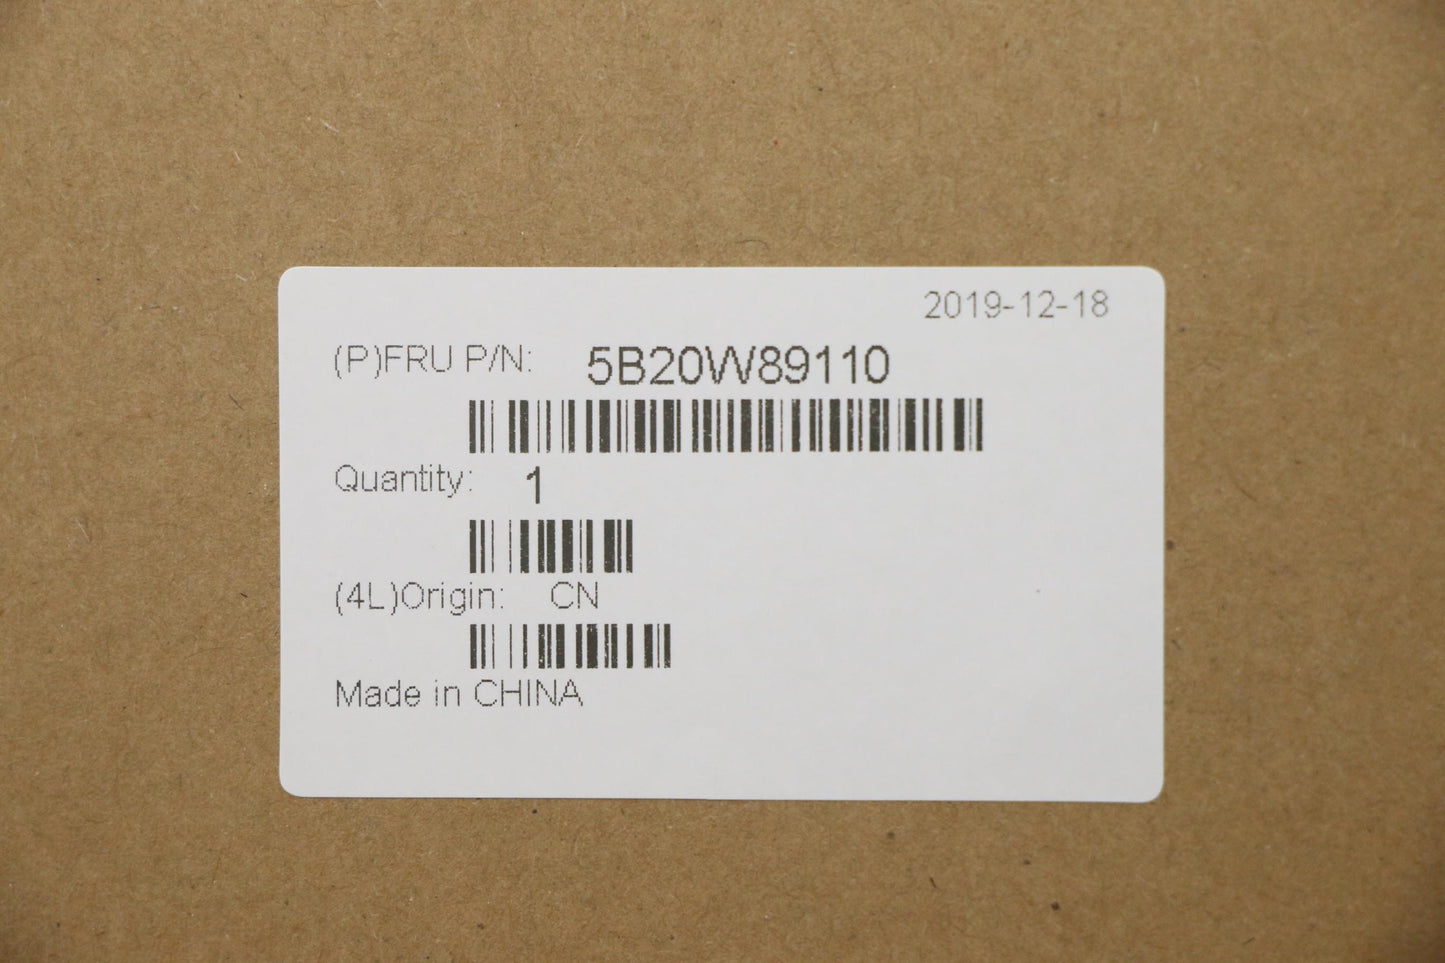 2019-12-18
(P)FRU P/N: 5B20W89110
Quantity: 1
(4L)Origin: CN
Made in CHINA